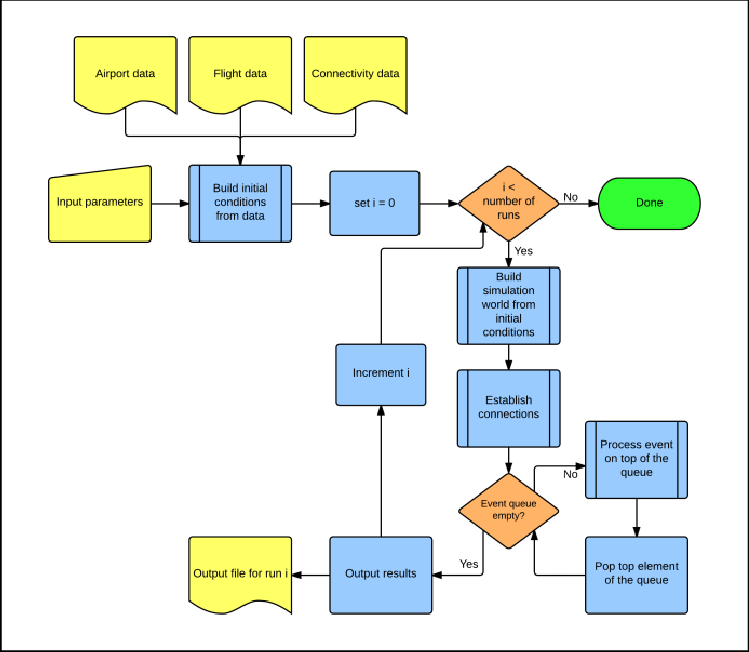 Airport data
Flight data
Connectivity data
Input parameters
Build initial
conditions
from data
set i = 0
i <
number of
runs
No
Done
Yes
Build
simulation
world from
initial
conditions
Increment i
Establish
connections
Process event
on top of the
queue
No
Event queue
empty?
Yes
Output file for run i
Output results
Pop top element
of the queue